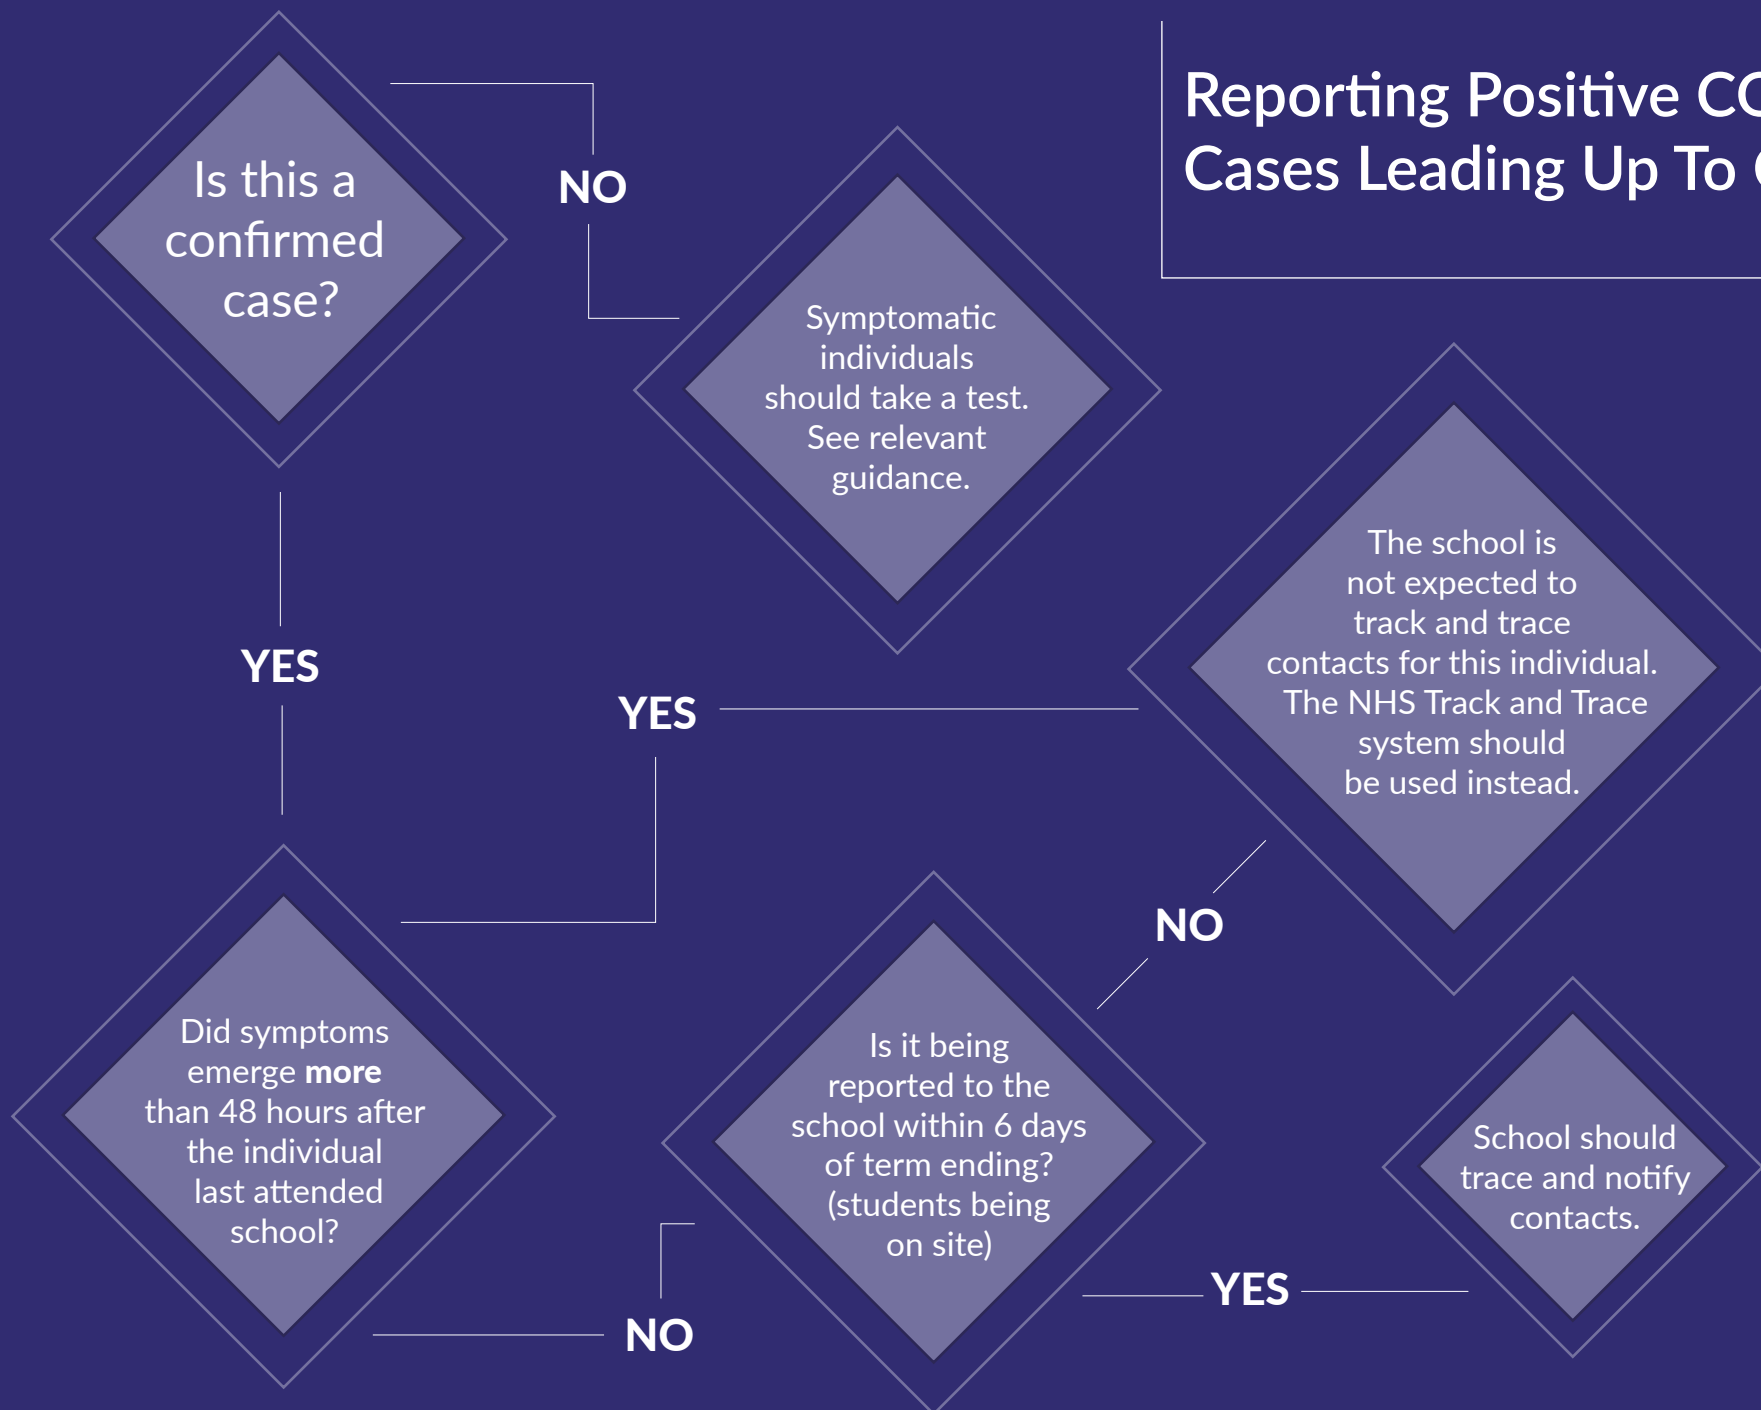 Reporting Positive
Cases Leading Up To
Is this a
confirmed
case?
NO
Symptomatic
individuals
should take a test.
See relevant
guidance.
YES
YES
The school is
not expected to
track and trace
contacts for this individual.
The NHS Track and Trace
system should
be used instead.
NO
Did symptoms
emerge more
than 48 hours after
the individual
last attended
school?
NO
Is it being
reported to the
school within 6 days
of term ending?
(students being
on site)
YES
School should
trace and notify
contacts.